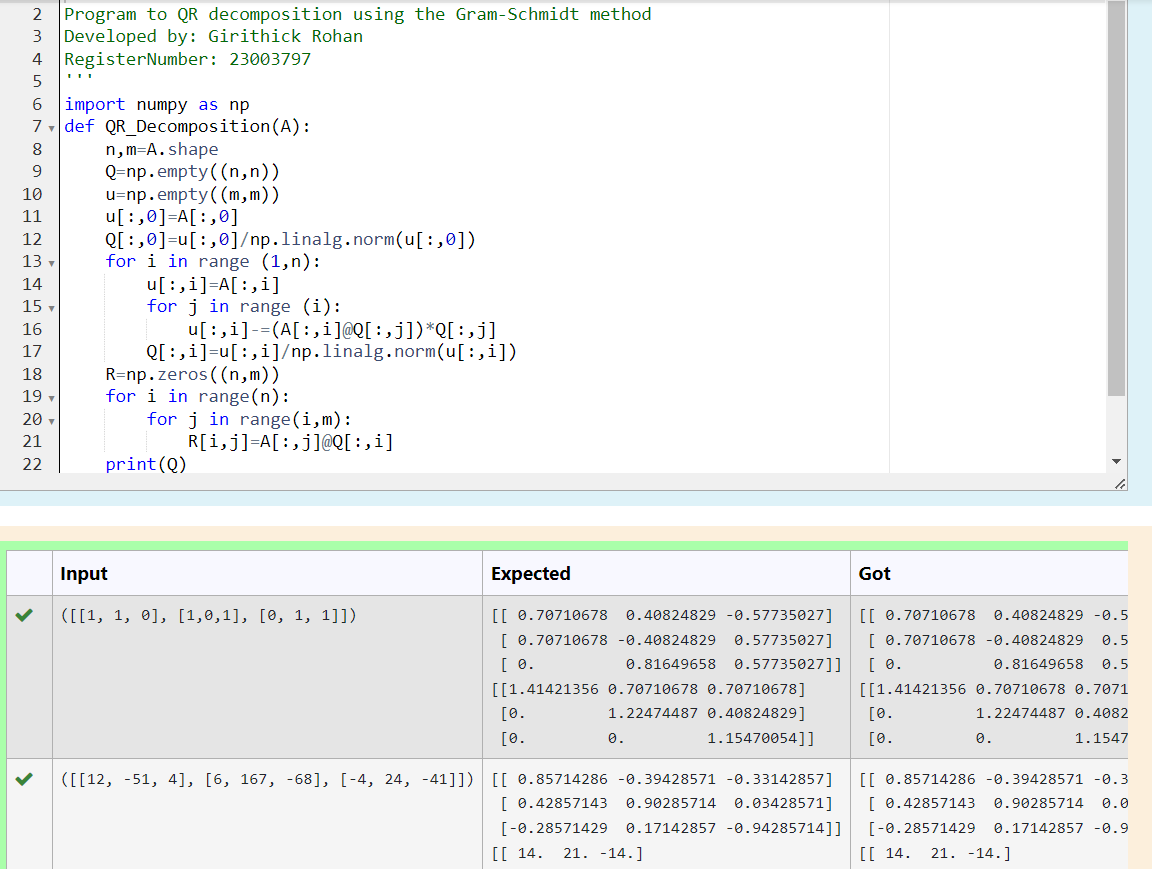 2 Program to QR decomposition using the Gram-Schmidt method
3 Developed by: Girithick Rohan
4 RegisterNumber: 23003797
5 '''
6 import numpy as np
7 def QR_Decomposition(A):
8     n,m=A.shape
9     Q=np.empty((n,n))
10     u=np.empty((m,m))
11     u[:,0]=A[:,0]
12     Q[:,0]=u[:,0]/np.linalg.norm(u[:,0])
13     for i in range (1,n):
14         u[:,i]=A[:,i]
15         for j in range (i):
16             u[:,i]-=(A[:,i]@Q[:,j])*Q[:,j]
17         Q[:,i]=u[:,i]/np.linalg.norm(u[:,i])
18     R=np.zeros((n,m))
19     for i in range(n):
20         for j in range(i,m):
21             R[i,j]=A[:,j]@Q[:,i]
22     print(Q)
Input Expected Got
([[1, 1, 0], [1,0,1], [0, 1, 1]]) [[ 0.70710678  0.40824829 -0.57735027] [[ 0.70710678  0.40824829 -0.5
[ 0.70710678 -0.40824829  0.57735027] [ 0.70710678 -0.40824829  0.5
[ 0.          0.81649658  0.57735027]] [ 0.          0.81649658  0.5
[[1.41421356 0.70710678 0.70710678] [[1.41421356 0.70710678 0.7071
[0.         1.22474487 0.40824829] [0.         1.22474487 0.4082
[0.         0.         1.15470054]] [0.         0.         1.1547
([[12, -51, 4], [6, 167, -68], [-4, 24, -41]]) [[ 0.85714286 -0.39428571 -0.33142857] [[ 0.85714286 -0.39428571 -0.3
[ 0.42857143  0.90285714  0.03428571] [ 0.42857143  0.90285714  0.0
[-0.28571429  0.17142857 -0.94285714]] [-0.28571429  0.17142857 -0.9
[[ 14.  21. -14.] [[ 14.  21. -14.]